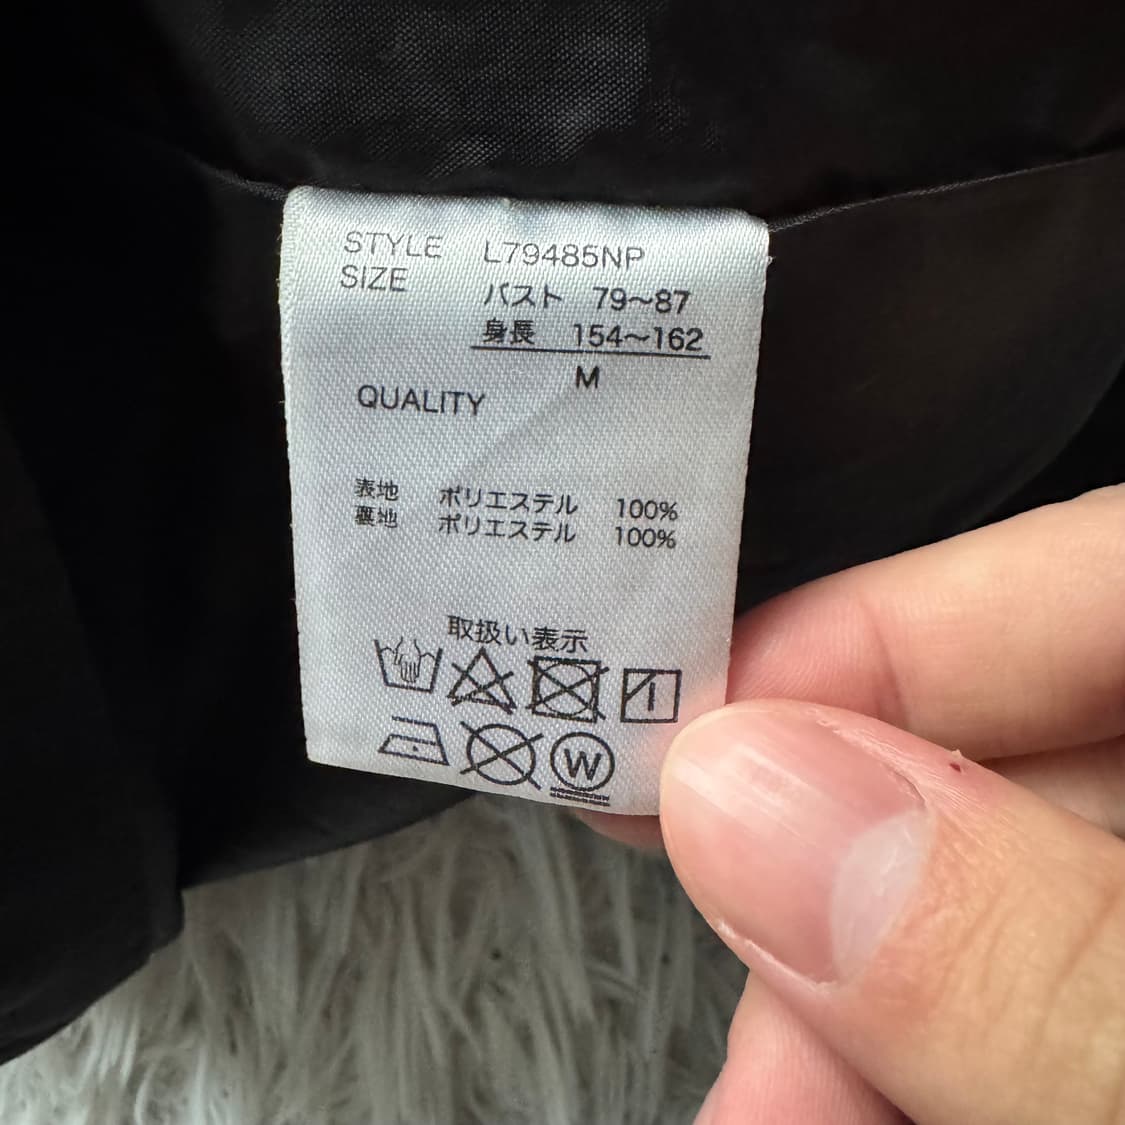 STYLE L79485NP
SIZE
バスト 79~87
身長 154~162
M
QUALITY
表地 ポリエステル 100%
裏地 ポリエステル 100%
取扱い表示
W